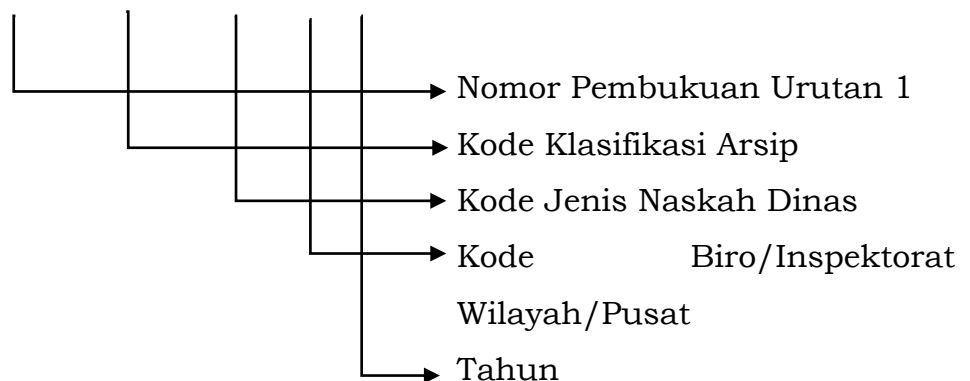 Nomor Pembukuan Urutan 1
Kode Klasifikasi Arsip
Kode Jenis Naskah Dinas
Kode Biro/Inspektorat
Wilayah/Pusat
Tahun